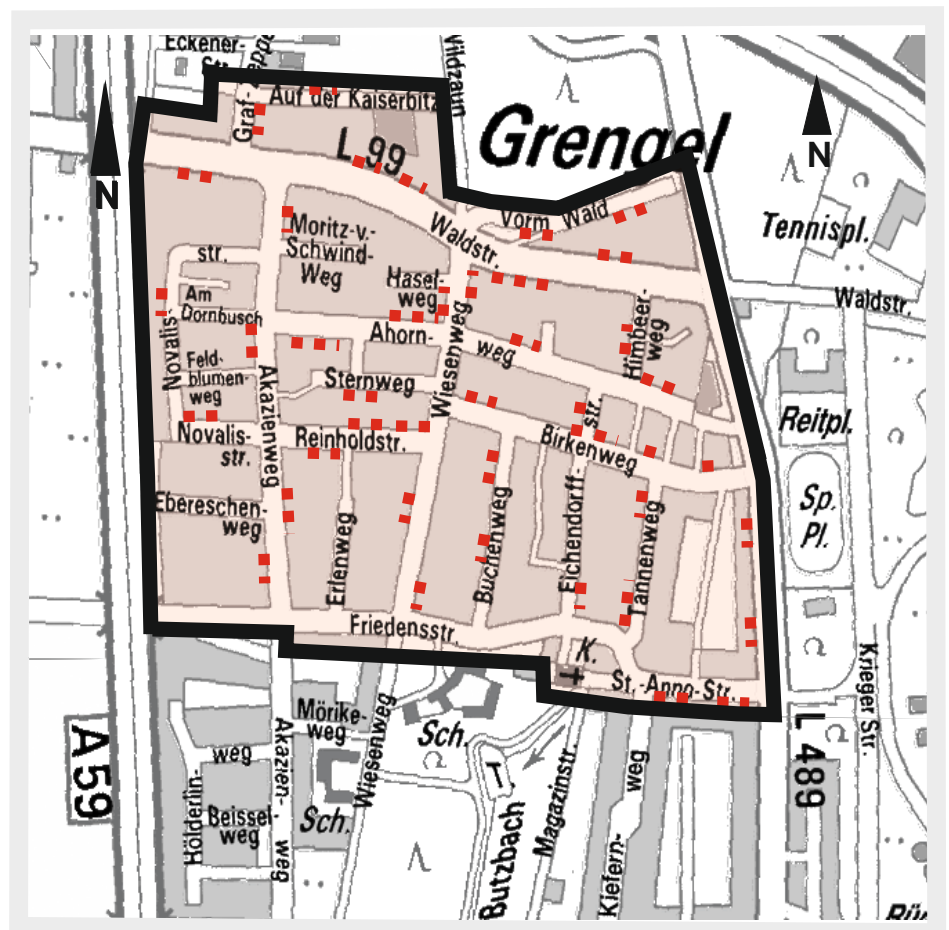 Eckener-
Str.
Wildzaun
Graf-
Auf der Kaiserbitz
Grengel
L 99
N
N
Vorm Wald
Waldstr.
Tennispl.
Moritz-v.-
Schwind-
Weg
str.
Hasel-
weg
Am
Dornbusch
Novalis-
Waldstr.
Himbeer-
weg
Ahorn-
weg
Wiesenweg
Feld-
blumen-
weg
Akazienweg
Sternweg
str.
Reitpl.
Novalis-
str.
Reinholdstr.
Birkenweg
Ebereschen-
weg
Erlenweg
Buchenweg
Eichendorff-
Tannenweg
Sp.
Pl.
Friedensstr.
K.
St.-Anno-Str.
Krieger Str.
A 59
Mörike-
weg
Akazien-
weg
Wiesenweg
Sch.
Sch.
weg
Hölderlin-
Beissel-
weg
Butzbach
Magazinstr.
weg
Kiefern-
L 489